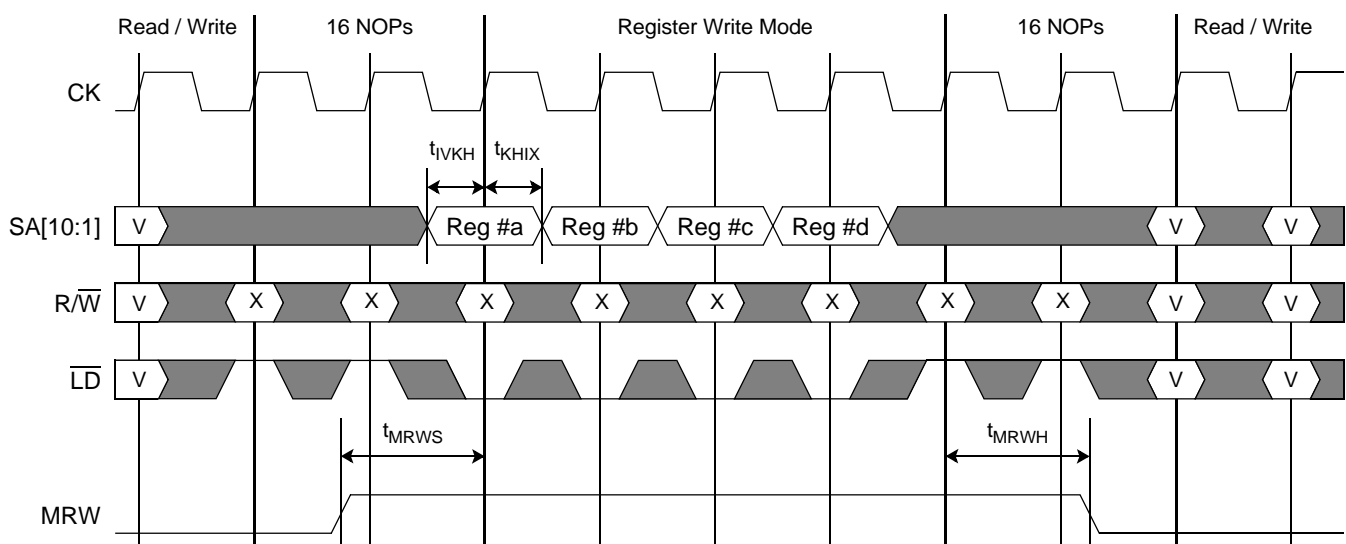 Read / Write 16 NOPs Register Write Mode 16 NOPs Read / Write
CK
tIVKH tKHIX
SA[10:1] V Reg #a Reg #b Reg #c Reg #d V V
R/W V X X X X X X X X V V
LD V V V
tMRWS tMRWH
MRW